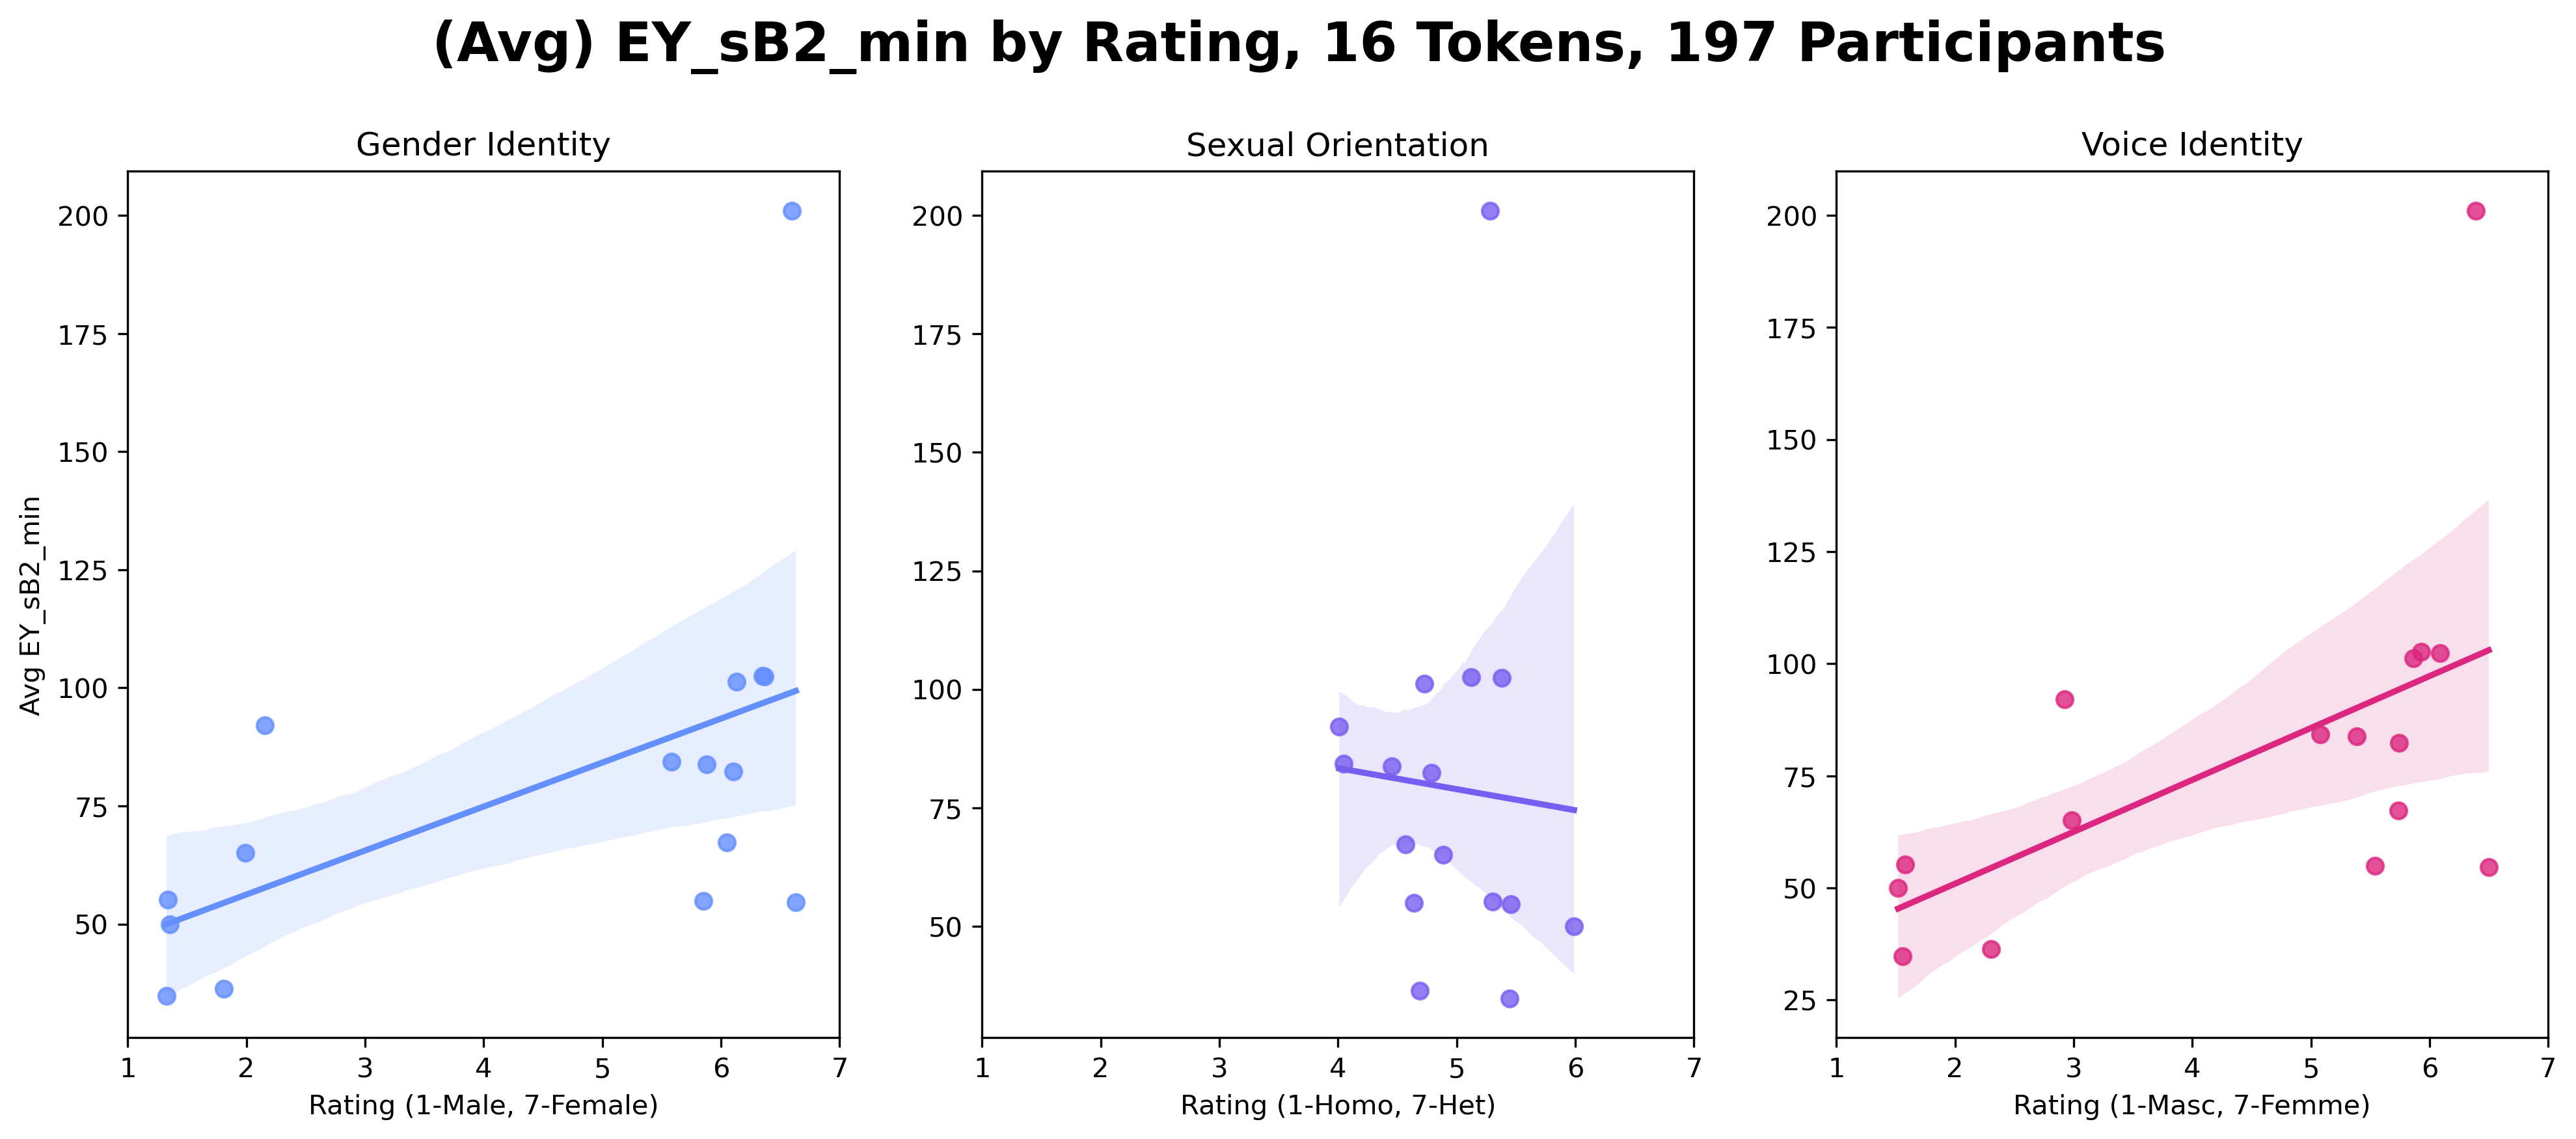 (Avg) EY_sB2_min by Rating, 16 Tokens, 197 Participants
Gender Identity
Avg EY_sB2_min
200
175
150
125
100
75
50
1 2 3 4 5 6 7
Rating (1-Male, 7-Female)
Sexual Orientation
200
175
150
125
100
75
50
1 2 3 4 5 6 7
Rating (1-Homo, 7-Het)
Voice Identity
200
175
150
125
100
75
50
25
1 2 3 4 5 6 7
Rating (1-Masc, 7-Femme)